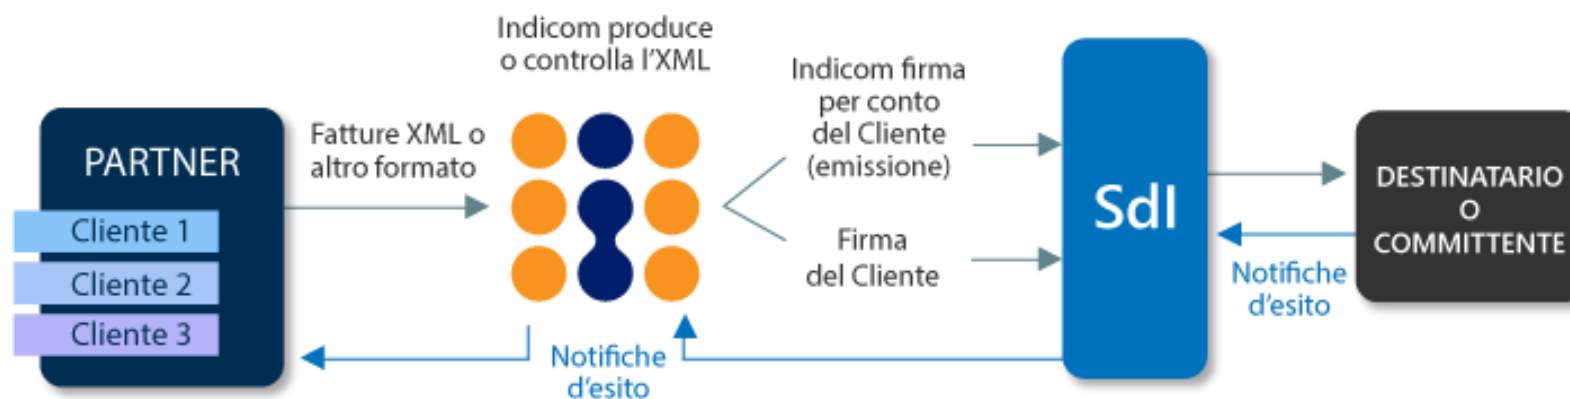 Indicom produce
o controlla l'XML
Indicom firma
per conto
del Cliente
(emissione)
Fatture XML o
altro formato
PARTNER
Cliente 1
Cliente 2
Cliente 3
Firma
del Cliente
SdI
DESTINATARIO
O
COMMITTENTE
Notifiche
d'esito
Notifiche
d'esito